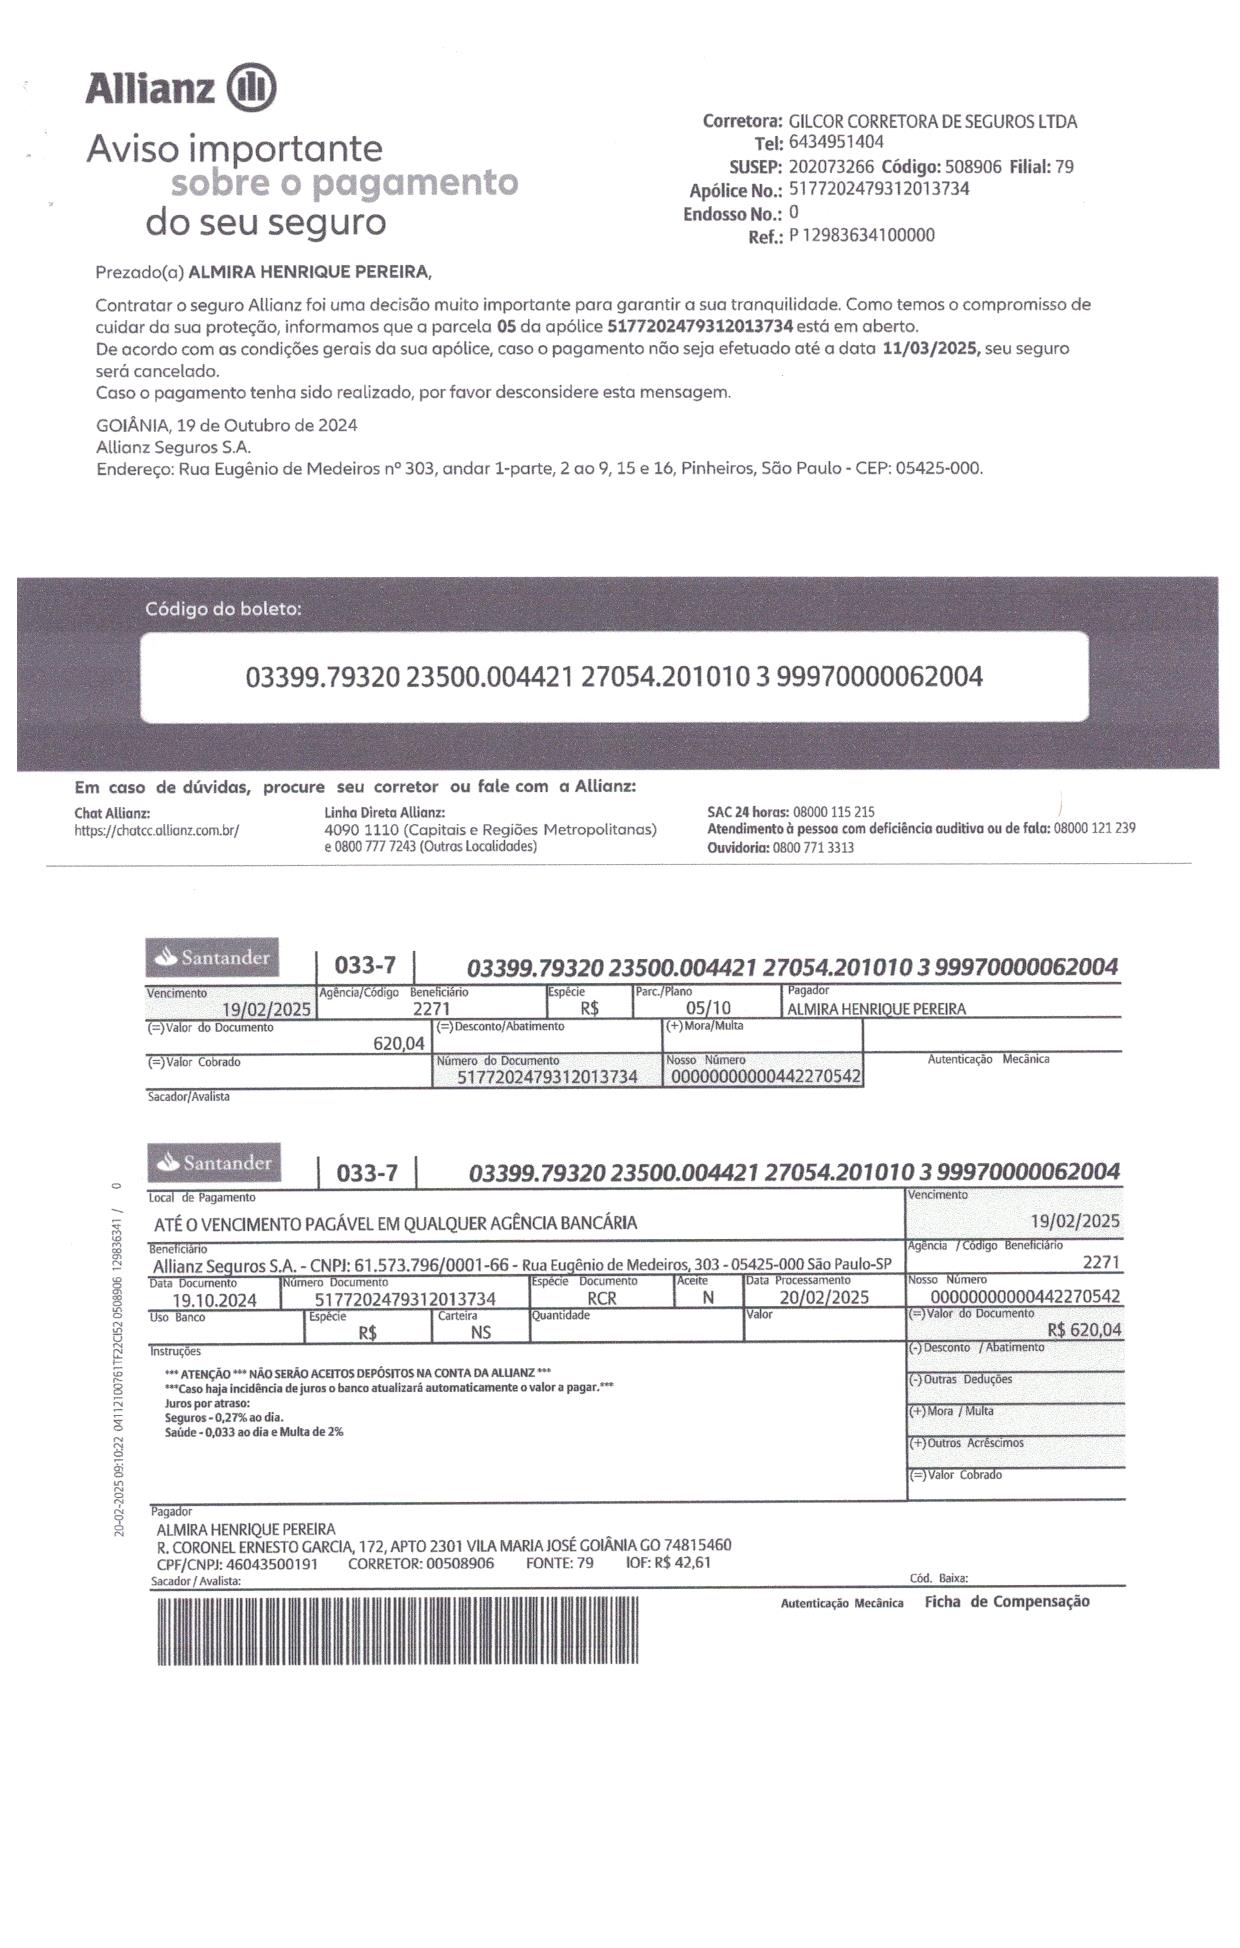 Allianz
Aviso importante
sobre o pagamento
do seu seguro
Corretora: GILCOR CORRETORA DE SEGUROS LTDA
Tel: 6434951404
SUSEP: 202073266 Código: 508906 Filial: 79
Apólice No.: 5177202479312013734
Endosso No.: 0
Ref.: P 12983634100000
Prezado(a) ALMIRA HENRIQUE PEREIRA,
Contratar o seguro Allianz foi uma decisão muito importante para garantir a sua tranquilidade. Como temos o compromisso de
cuidar da sua proteção, informamos que a parcela 05 da apólice 5177202479312013734 está em aberto.
De acordo com as condições gerais da sua apólice, caso o pagamento não seja efetuado até a data 11/03/2025, seu seguro
será cancelado.
Caso o pagamento tenha sido realizado, por favor desconsidere esta mensagem.
GOIÂNIA, 19 de Outubro de 2024
Allianz Seguros S.A.
Endereço: Rua Eugênio de Medeiros nº 303, andar 1-parte, 2 ao 9, 15 e 16, Pinheiros, São Paulo - CEP: 05425-000.
Código do boleto:
03399.79320 23500.004421 27054.201010 3 99970000062004
Em caso de dúvidas, procure seu corretor ou fale com a Allianz:
Chat Allianz:
https://chatcc.allianz.com.br/
Linha Direta Allianz:
4090 1110 (Capitais e Regiões Metropolitanas)
e 0800 777 7243 (Outras Localidades)
SAC 24 horas: 08000 115 215
Atendimento à pessoa com deficiência auditiva ou de fala: 08000 121 239
Ouvidoria: 0800 771 3313
Santander 033-7 03399.79320 23500.004421 27054.201010 3 99970000062004
Vencimento Agência/Código Beneficiário Espécie Parc./Plano Pagador
19/02/2025 2271 R$ 05/10 ALMIRA HENRIQUE PEREIRA
(=)Valor do Documento (=)Desconto/Abatimento (+)Mora/Multa
620,04
(=)Valor Cobrado Número do Documento Nosso Número Autenticação Mecânica
5177202479312013734 00000000000442270542
Sacador/Avalista
Santander 033-7 03399.79320 23500.004421 27054.201010 3 99970000062004
Local de Pagamento Vencimento
ATÉ O VENCIMENTO PAGÁVEL EM QUALQUER AGÊNCIA BANCÁRIA 19/02/2025
Beneficiário Agência /Código Beneficiário
Allianz Seguros S.A. - CNPJ: 61.573.796/0001-66 - Rua Eugênio de Medeiros, 303 - 05425-000 São Paulo-SP 2271
Data Documento Número Documento Espécie Documento Aceite Data Processamento Nosso Número
19.10.2024 5177202479312013734 RCR N 20/02/2025 00000000000442270542
Uso Banco Espécie Carteira Quantidade Valor (=)Valor do Documento
R$ NS R$ 620,04
Instruções (-)Desconto /Abatimento
*** ATENÇÃO *** NÃO SERÃO ACEITOS DEPÓSITOS NA CONTA DA ALLIANZ ***
***Caso haja incidência de juros o banco atualizará automaticamente o valor a pagar.***
Juros por atraso:
Seguros - 0,27% ao dia.
Saúde - 0,033 ao dia e Multa de 2%
(-)Outras Deduções
(+)Mora /Multa
(+)Outros Acréscimos
(=)Valor Cobrado
Pagador
ALMIRA HENRIQUE PEREIRA
R. CORONEL ERNESTO GARCIA, 172, APTO 2301 VILA MARIA JOSÉ GOIÂNIA GO 74815460
CPF/CNPJ: 46043500191 CORRETOR: 00508906 FONTE: 79 IOF: R$ 42,61
Sacador / Avalista: Cód. Baixa:
Autenticação Mecânica Ficha de Compensação
20-02-2025 09:10:22 041121007611TF22CI52 0508906 129836341 / 0